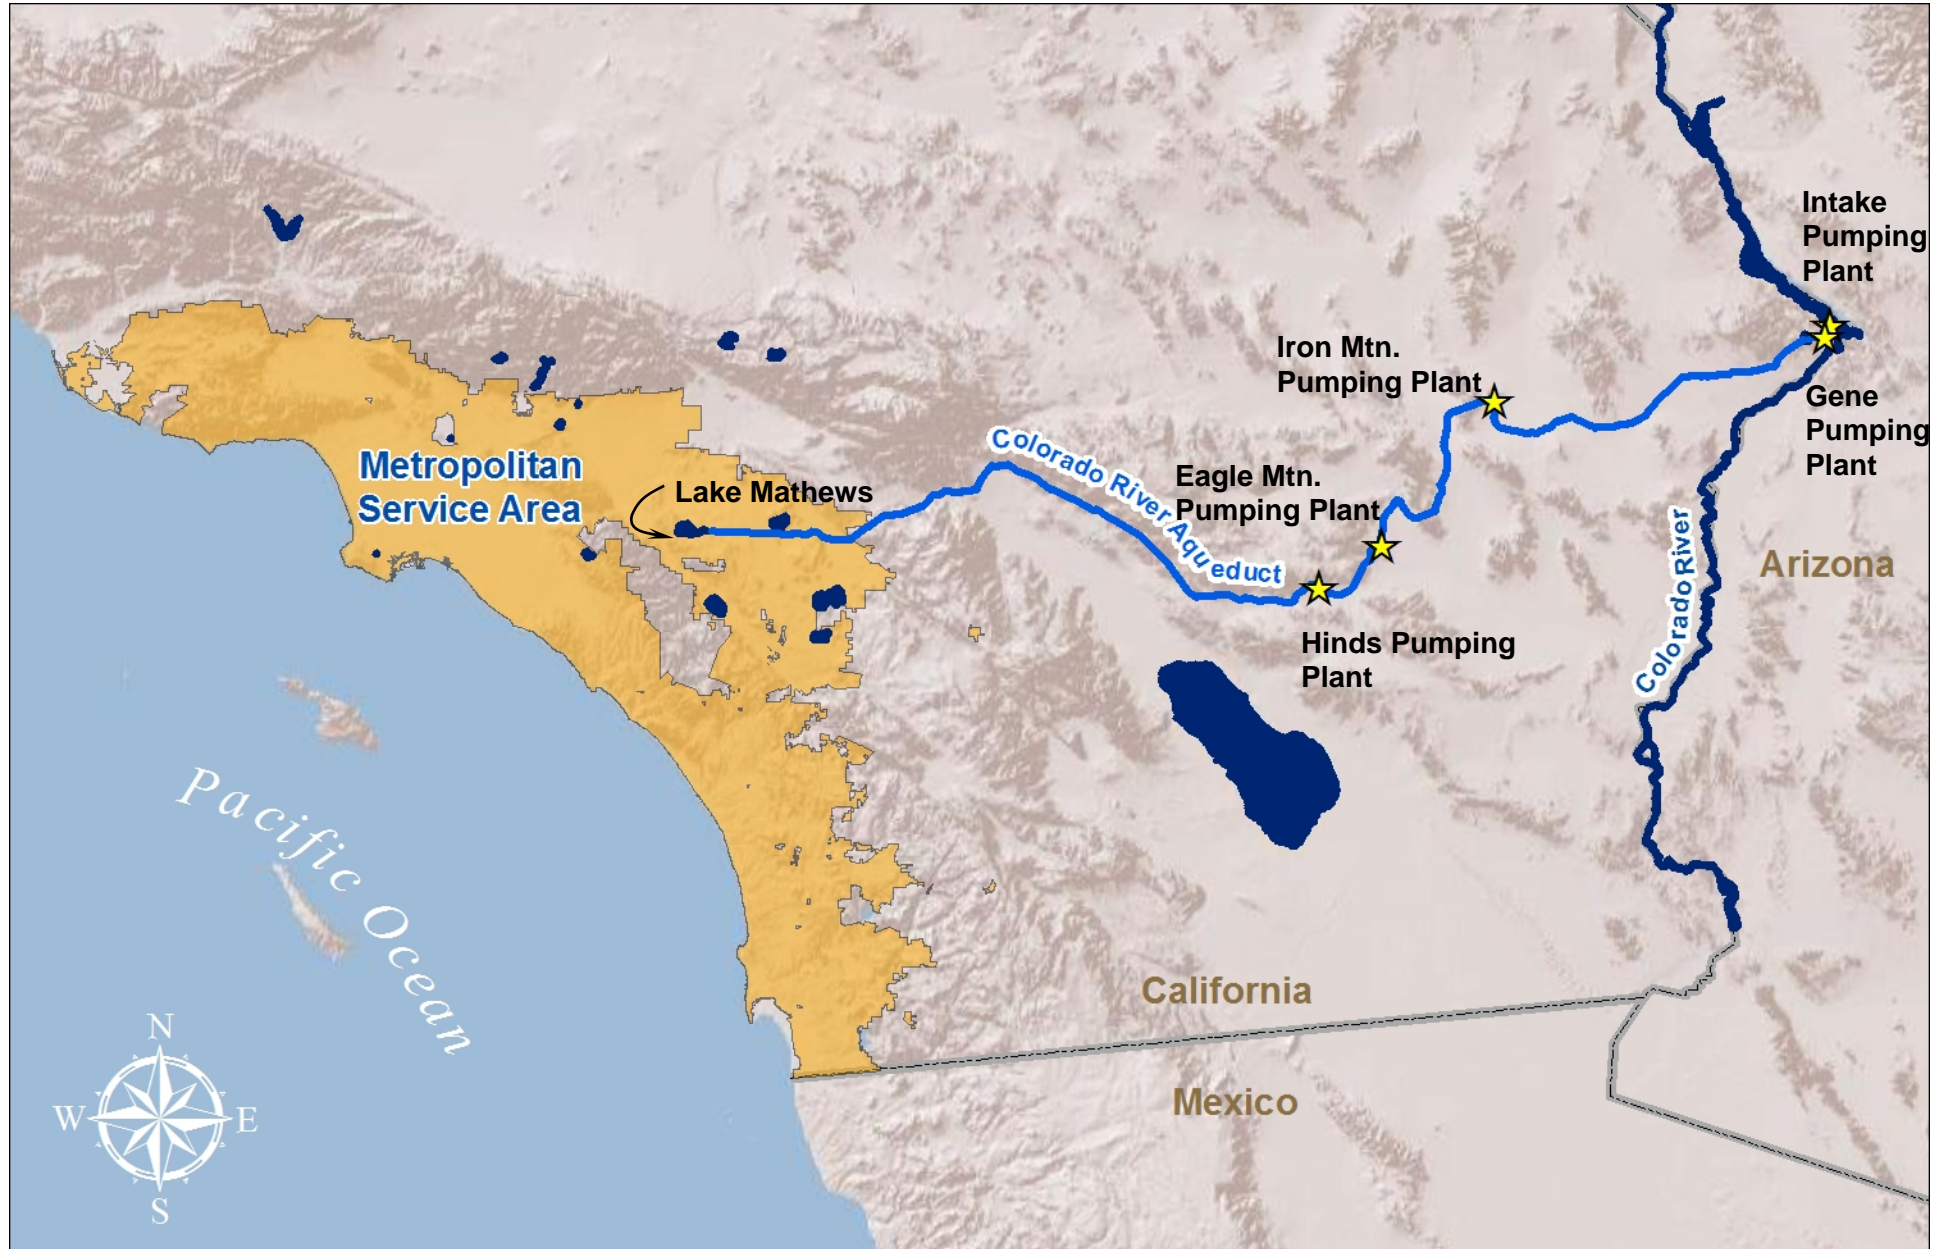 Intake
Pumping
Plant
Iron Mtn.
Pumping Plant
Gene
Pumping
Plant
Colorado River Aqueduct
Eagle Mtn.
Pumping Plant
Metropolitan
Service Area
Lake Mathews
Colorado River
Arizona
Hinds Pumping
Plant
Pacific Ocean
California
Mexico
N
W
E
S